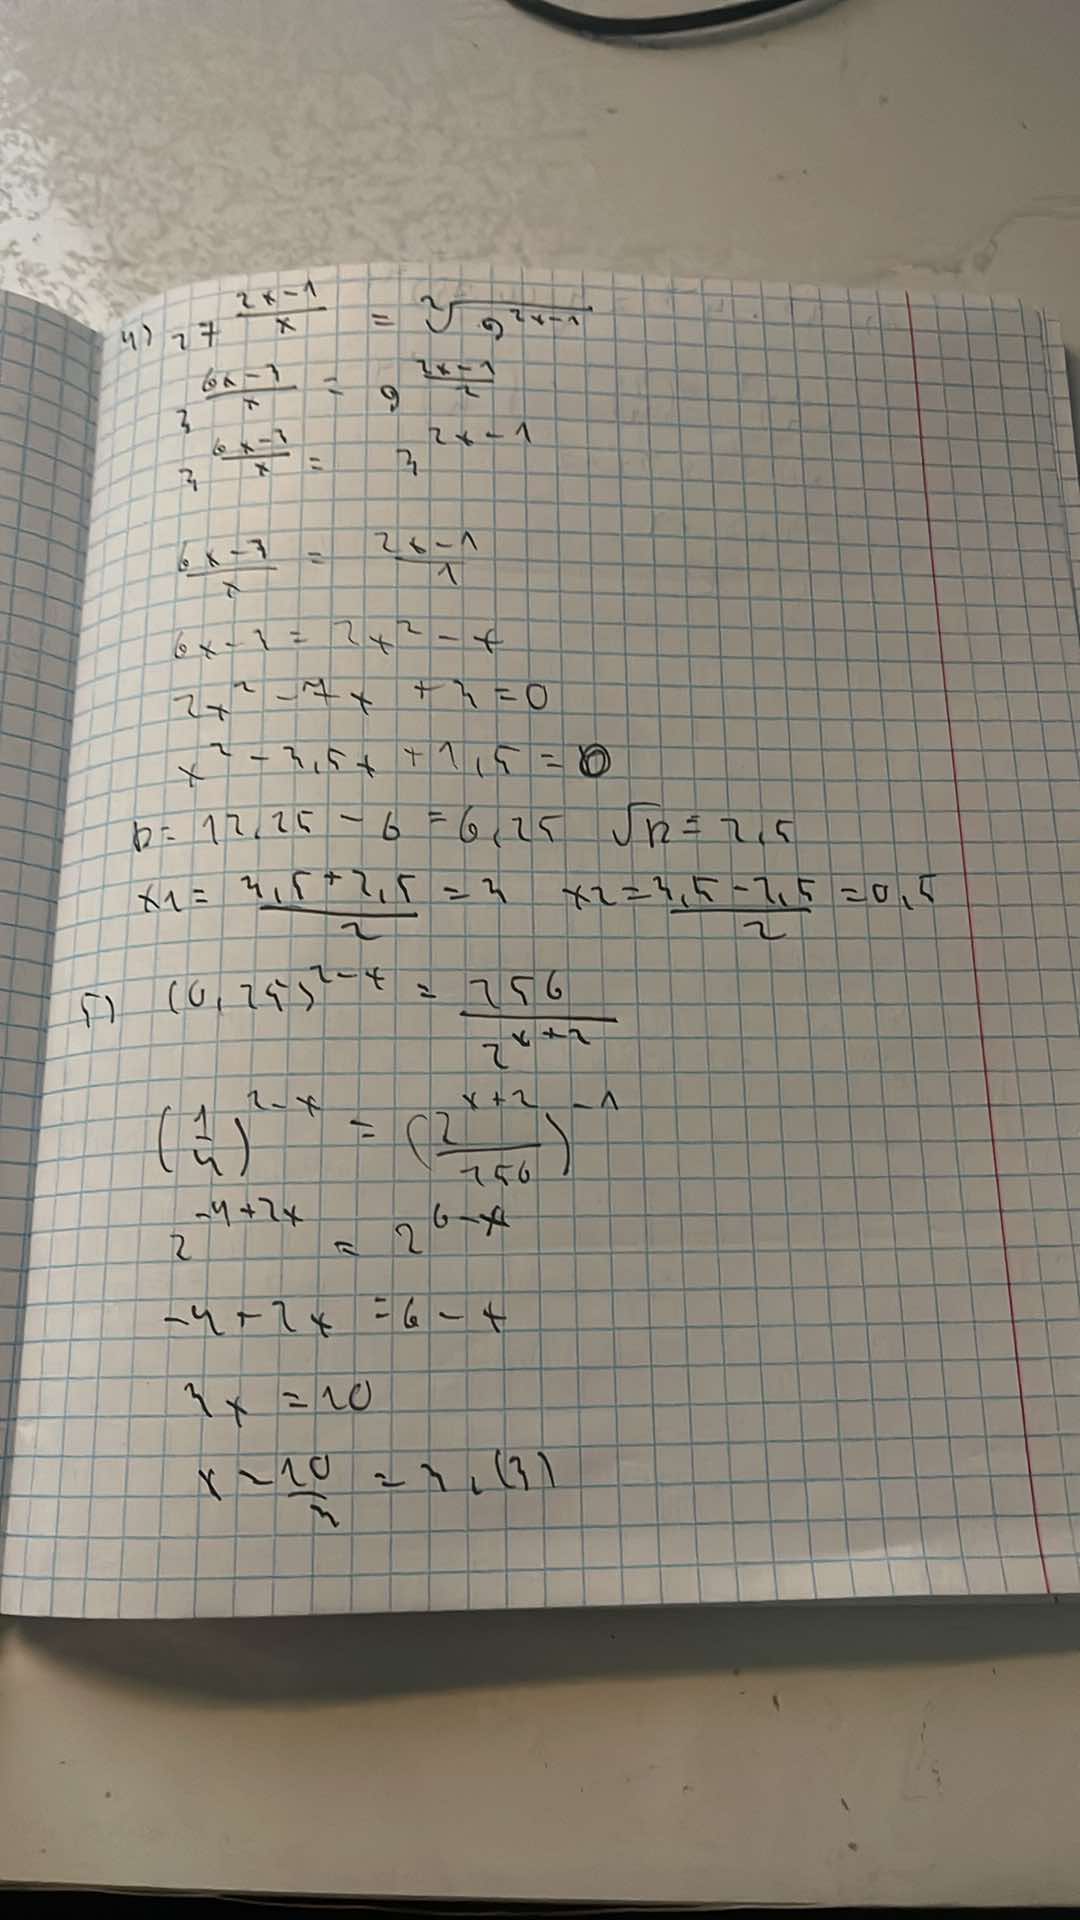 4) 27^{\frac{2x-1}{x}} = \sqrt[2]{9^{2x-1}}
3^{\frac{6x-3}{x}} = 9^{\frac{2x-1}{2}}
3^{\frac{6x-3}{x}} = 3^{2x-1}
\frac{6x-3}{x} = \frac{2x-1}{1}
6x-3 = 2x^2-x
2x^2-7x+3=0
x^2-3,5x+1,5=0
D=12,25-6=6,25 \sqrt{D}=2,5
x1=\frac{3,5+2,5}{2}=3 x2=\frac{3,5-2,5}{2}=0,5
5) (0,25)^{2-x} = \frac{256}{2^{x+2}}
(\frac{1}{4})^{2-x} = (\frac{2^{x+2}}{256})^{-1}
2^{-4+2x} = 2^{6-x}
-4+2x=6-x
3x=10
x=\frac{10}{3}=3,(3)